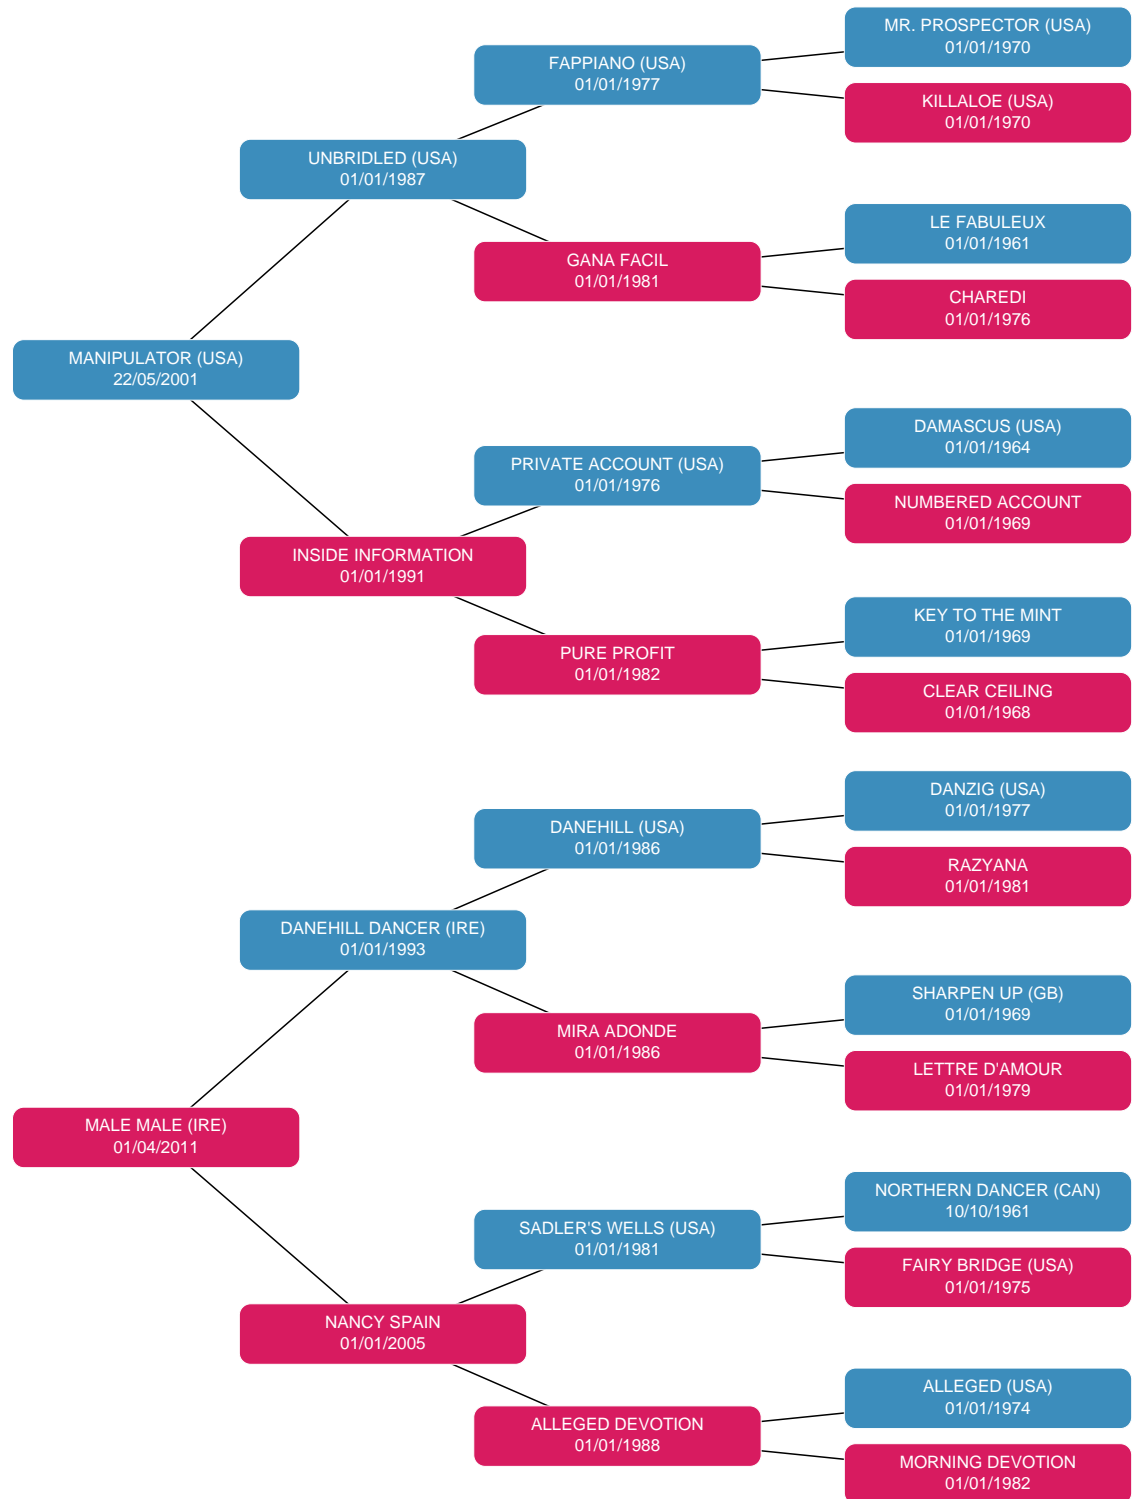 MR. PROSPECTOR (USA)
01/01/1970
FAPPIANO (USA)
01/01/1977
KILLALOE (USA)
01/01/1970
UNBRIDLED (USA)
01/01/1987
LE FABULEUX
01/01/1961
GANA FACIL
01/01/1981
CHAREDI
01/01/1976
MANIPULATOR (USA)
22/05/2001
DAMASCUS (USA)
01/01/1964
PRIVATE ACCOUNT (USA)
01/01/1976
NUMBERED ACCOUNT
01/01/1969
INSIDE INFORMATION
01/01/1991
KEY TO THE MINT
01/01/1969
PURE PROFIT
01/01/1982
CLEAR CEILING
01/01/1968
DANZIG (USA)
01/01/1977
DANEHILL (USA)
01/01/1986
RAZYANA
01/01/1981
DANEHILL DANCER (IRE)
01/01/1993
SHARPEN UP (GB)
01/01/1969
MIRA ADONDE
01/01/1986
LETTRE D'AMOUR
01/01/1979
MALE MALE (IRE)
01/04/2011
NORTHERN DANCER (CAN)
10/10/1961
SADLER'S WELLS (USA)
01/01/1981
FAIRY BRIDGE (USA)
01/01/1975
NANCY SPAIN
01/01/2005
ALLEGED (USA)
01/01/1974
ALLEGED DEVOTION
01/01/1988
MORNING DEVOTION
01/01/1982